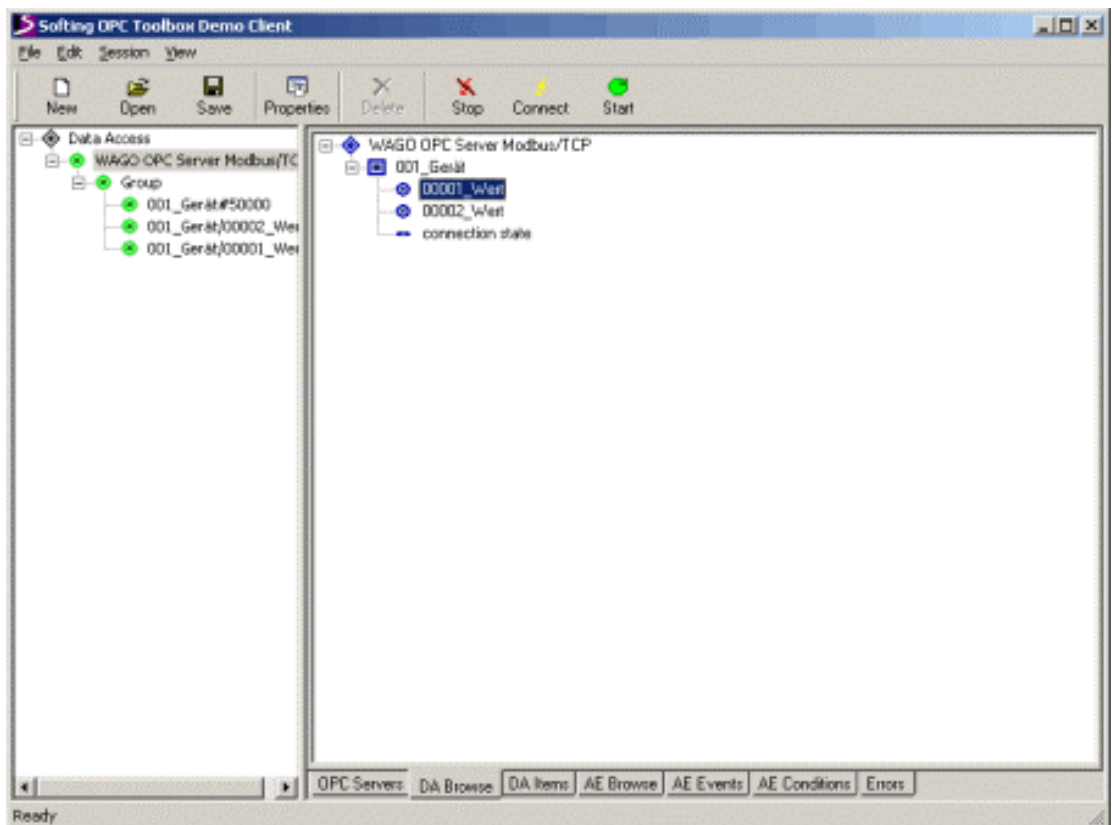 Softing OPC Toolbox Demo Client
File Edit Session View
New Open Save Properties Delete Stop Connect Start
Data Access
WAGO OPC Server Modbus/TC
Group
001_Gerät#50000
001_Gerät/00002_Wer
001_Gerät/00001_Wer
WAGO OPC Server Modbus/TCP
001_Gerät
00001_Wert
00002_Wert
connection state
OPC Servers DA Browse DA Items AE Browse AE Events AE Conditions Errors
Ready